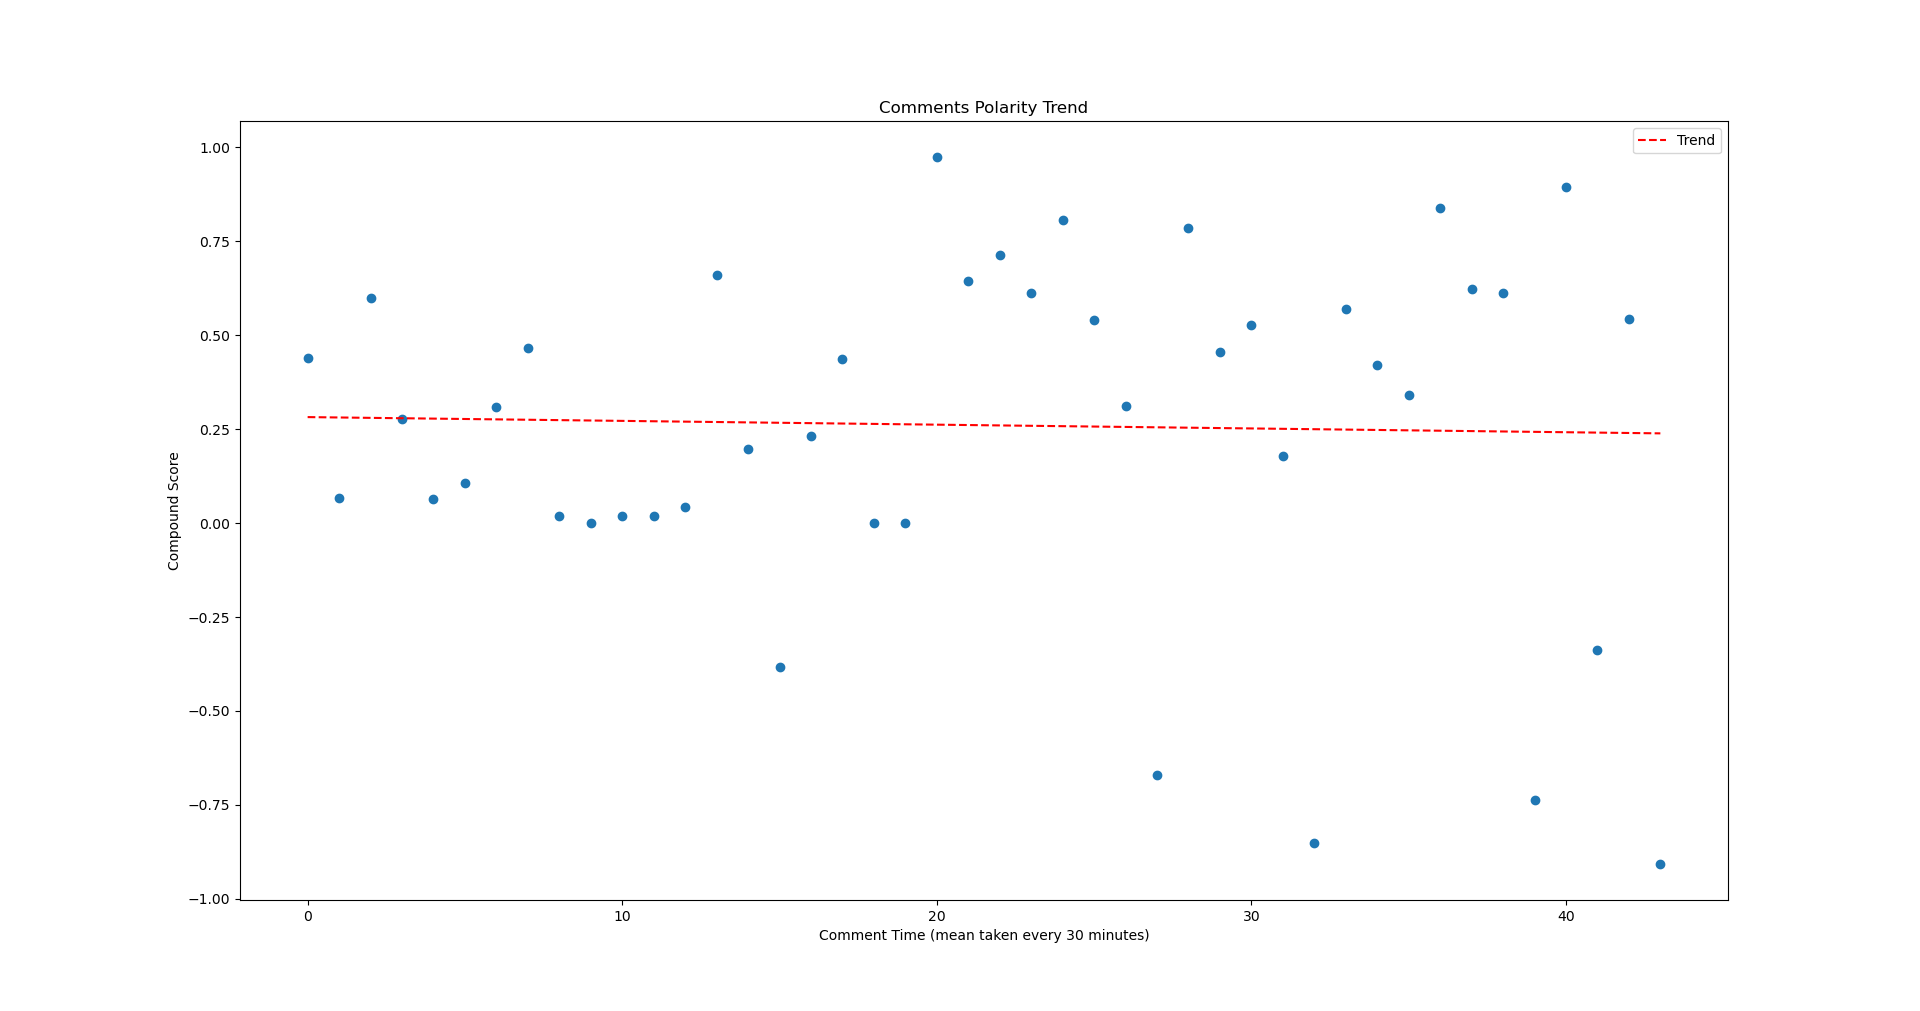 Comments Polarity Trend
Trend
1.00
0.75
0.50
0.25
0.00
−0.25
−0.50
−0.75
−1.00
Compound Score
0 10 20 30 40
Comment Time (mean taken every 30 minutes)